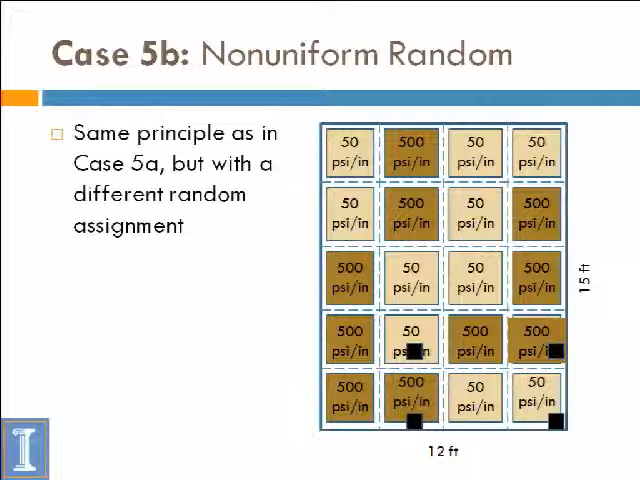 Case 5b: Nonuniform Random
Same principle as in
Case 5a, but with a
different random
assignment
50 psi/in 500 psi/in 50 psi/in 50 psi/in
50 psi/in 500 psi/in 50 psi/in 500 psi/in
500 psi/in 50 psi/in 50 psi/in 500 psi/in
500 50 500 500
psi/in psi/in
500 500 50 50
psi/in psi/in psi/in psi/in
15 ft
12 ft
I